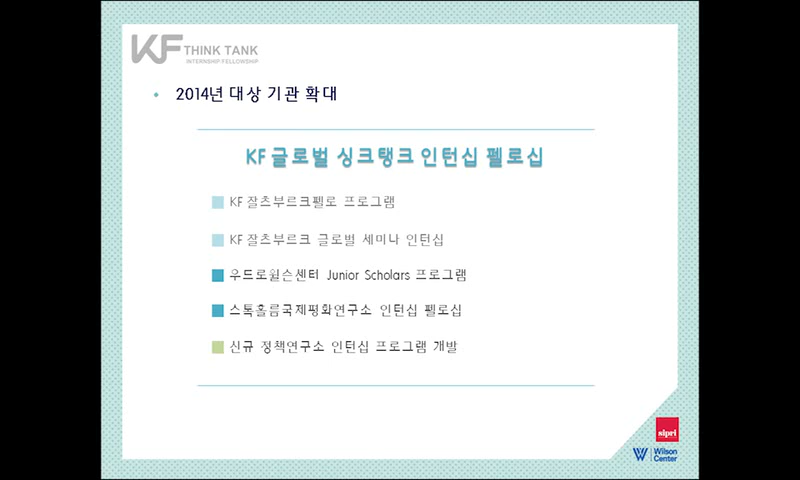 KF THINK TANK
INTERNSHIP FELLOWSHIP
2014년 대상 기관 확대
KF 글로벌 싱크탱크 인턴십 펠로십
KF 잘츠부르크펠로 프로그램
KF 잘츠부르크 글로벌 세미나 인턴십
우드로윌슨센터 Junior Scholars 프로그램
스톡홀름국제평화연구소 인턴십 펠로십
신규 정책연구소 인턴십 프로그램 개발
sipri
W Wilson
Center